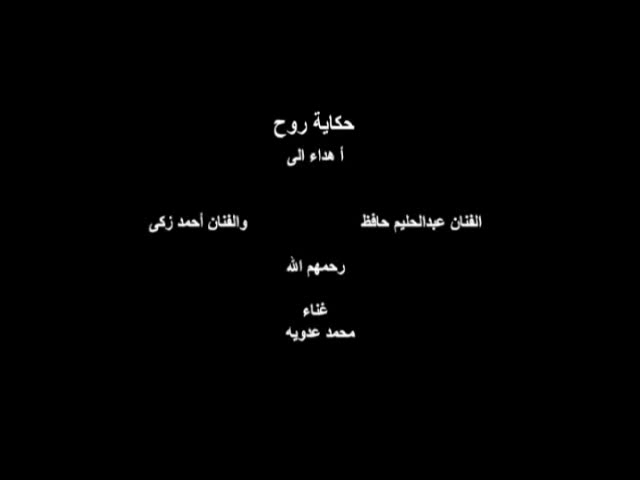 حكاية روح
أ هداء الى
الفنان عبدالحليم حافظ والفنان أحمد زكى
رحمهم الله
غناء
محمد عدويه